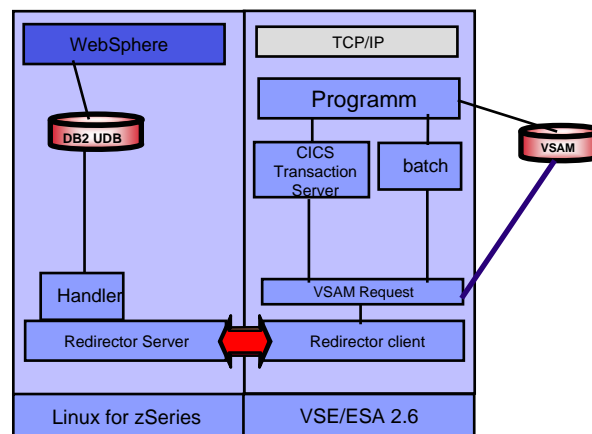 WebSphere
DB2 UDB
Handler
Redirector Server
Linux for zSeries
TCP/IP
Programm
CICS
Transaction
Server
batch
VSAM Request
Redirector client
VSE/ESA 2.6
VSAM